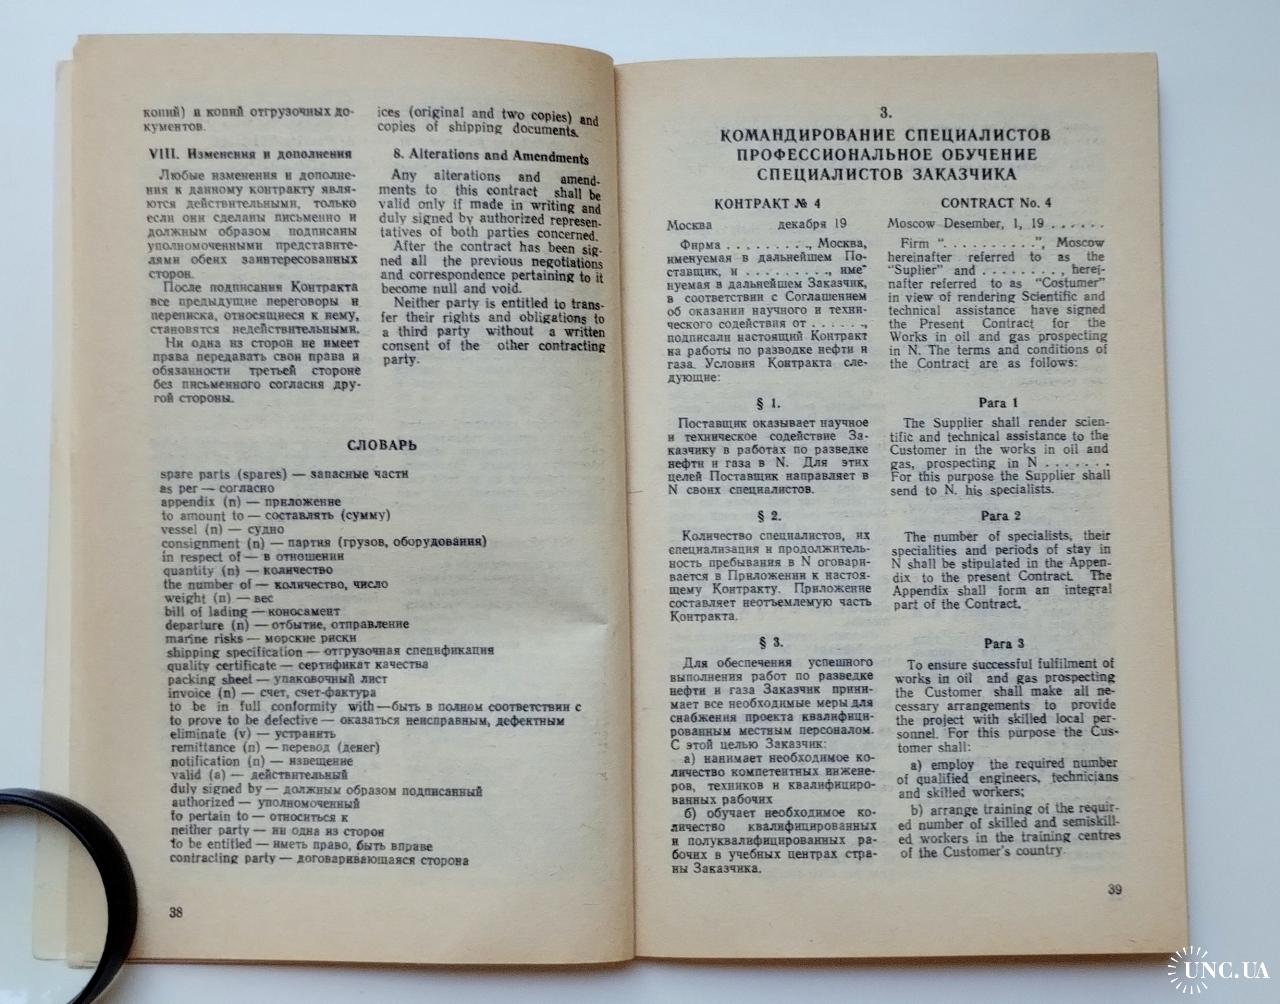 копий) и копий отгрузочных до-
кументов.
VIII. Изменения и дополнения
Любые изменения и дополне-
ния к данному контракту явля-
ются действительными, только
если они сделаны письменно и
должным образом подписаны
уполномоченными представите-
лями обеих заинтересованных
сторон.
После подписания Контракта
все предыдущие переговоры и
переписка, относящиеся к нему,
становятся недействительными.
Ни одна из сторон не имеет
права передавать свои права и
обязанности третьей стороне
без письменного согласия дру-
гой стороны.
ices (original and two copies) and
copies of shipping documents.
8. Alterations and Amendments
Any alterations and amend-
ments to this contract shall be
valid only if made in writing and
duly signed by authorized represen-
tatives of both parties concerned.
After the contract has been sig-
ned all the previous negotiations
and correspondence pertaining to it
become null and void.
Neither party is entitled to trans-
fer their rights and obligations to
a third party without a written
consent of the other contracting
party.
СЛОВАРЬ
spare parts (spares) — запасные части
as per — согласно
appendix (n) — приложение
to amount to — составлять (сумму)
vessel (n) — судно
consignment (n) — партия (грузов, оборудования)
in respect of — в отношении
quantity (n) — количество
the number of — количество, число
weight (n) — вес
bill of lading — коносамент
departure (n) — отбытие, отправление
marine risks — морские риски
shipping specification — отгрузочная спецификация
quality certificate — сертификат качества
packing sheet — упаковочный лист
invoice (n) — счет, счет-фактура
to be in full conformity with — быть в полном соответствии с
to prove to be defective — оказаться неисправным, дефектным
eliminate (v) — устранить
remittance (n) — перевод (денег)
notification (n) — извещение
valid (a) — действительный
duly signed by — должным образом подписанный
authorized — уполномоченный
to pertain to — относиться к
neither party — ни одна из сторон
to be entitled — иметь право, быть вправе
contracting party — договаривающаяся сторона
38
3.
КОМАНДИРОВАНИЕ СПЕЦИАЛИСТОВ
ПРОФЕССИОНАЛЬНОЕ ОБУЧЕНИЕ
СПЕЦИАЛИСТОВ ЗАКАЗЧИКА
КОНТРАКТ № 4
Москва декабря 19
Фирма . . . . . . . ., Москва,
именуемая в дальнейшем По-
ставщик, и . . . . . . . ., име"
нуемая в дальнейшем Заказчик,
в соответствии с Соглашением
об оказании научного и техни-
ческого содействия от . . . . . .,
подписали настоящий Контракт
на работы по разводке нефти и
газа. Условия Контракта сле-
дующие:
§ 1.
Поставщик оказывает научное
и техническое содействие За-
казчику в работах по разведке
нефти и газа в N. Для этих
целей Поставщик направляет в
N своих специалистов.
§ 2.
Количество специалистов, их
специализация и продолжитель-
ность пребывания в N оговари-
вается в Приложении к настоя-
щему Контракту. Приложение
составляет неотъемлемую часть
Контракта.
§ 3.
Для обеспечения успешного
выполнения работ по разведке
нефти и газа Заказчик прини-
мает все необходимые меры для
снабжения проекта квалифици-
рованным местным персоналом.
С этой целью Заказчик:
а) нанимает необходимое ко-
личество компетентных инжене-
ров, техников и квалифициро-
ванных рабочих
б) обучает необходимое ко-
личество квалифицированных
и полуквалифицированных ра-
бочих в учебных центрах стра-
ны Заказчика.
CONTRACT No. 4
Moscow Desember, 1, 19 . . . . . .
Firm ". . . . . . . . . .", Moscow
hereinafter referred to as the
"Suplier" and . . . . . . . ., herei-
nafter referred to as "Costumer"
in view of rendering Scientific and
technical assistance have signed
the Present Contract for the
Works in oil and gas prospecting
in N. The terms and conditions of
the Contract are as follows:
Para 1
The Supplier shall render scien-
tific and technical assistance to the
Customer in the works in oil and
gas, prospecting in N . . . . . . .
For this purpose the Supplier shall
send to N. his specialists.
Para 2
The number of specialists, their
specialities and periods of stay in
N shall be stipulated in the Appen-
dix to the present Contract. The
Appendix shall form an integral
part of the Contract.
Para 3
To ensure successful fulfilment of
works in oil and gas prospecting
the Customer shall make all ne-
cessary arrangements to provide
the project with skilled local per-
sonnel. For this purpose the Cus-
tomer shall:
a) employ the required number
of qualified engineers, technicians
and skilled workers;
b) arrange training of the requir-
ed number of skilled and semiskill-
ed workers in the training centres
of the Customer's country.
39
UNC.UA